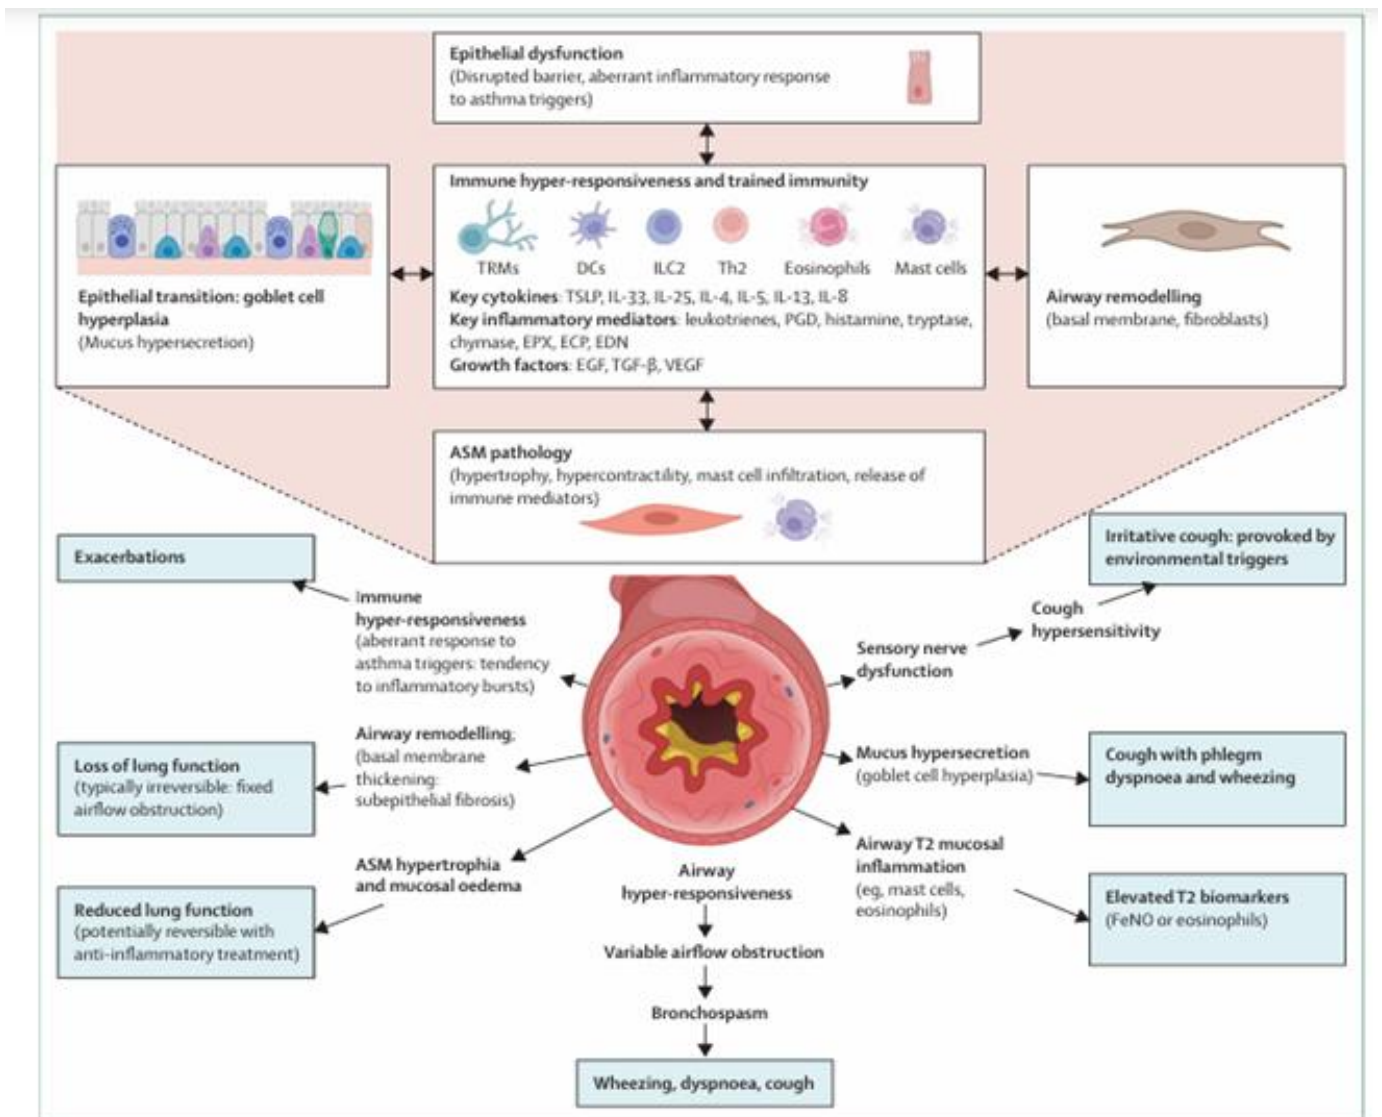 Epithelial dysfunction
(Disrupted barrier, aberrant inflammatory response
to asthma triggers)
Epithelial transition: goblet cell
hyperplasia
(Mucus hypersecretion)
Immune hyper-responsiveness and trained immunity
TRMs DCs ILC2 Th2 Eosinophils Mast cells
Key cytokines: TSLP, IL-33, IL-25, IL-4, IL-5, IL-13, IL-8
Key inflammatory mediators: leukotrienes, PGD, histamine, tryptase,
chymase, EPX, ECP, EDN
Growth factors: EGF, TGF-β, VEGF
Airway remodelling
(basal membrane, fibroblasts)
ASM pathology
(hypertrophy, hypercontractility, mast cell infiltration, release of
immune mediators)
Exacerbations
Immune
hyper-responsiveness
(aberrant response to
asthma triggers: tendency
to inflammatory bursts)
Irritative cough: provoked by
environmental triggers
Cough
hypersensitivity
Sensory nerve
dysfunction
Loss of lung function
(typically irreversible: fixed
airflow obstruction)
Airway remodelling;
(basal membrane
thickening:
subepithelial fibrosis)
Mucus hypersecretion
(goblet cell hyperplasia)
Cough with phlegm
dyspnoea and wheezing
Reduced lung function
(potentially reversible with
anti-inflammatory treatment)
ASM hypertrophia
and mucosal oedema
Airway T2 mucosal
inflammation
(eg, mast cells,
eosinophils)
Elevated T2 biomarkers
(FeNO or eosinophils)
Airway
hyper-responsiveness
Variable airflow obstruction
Bronchospasm
Wheezing, dyspnoea, cough